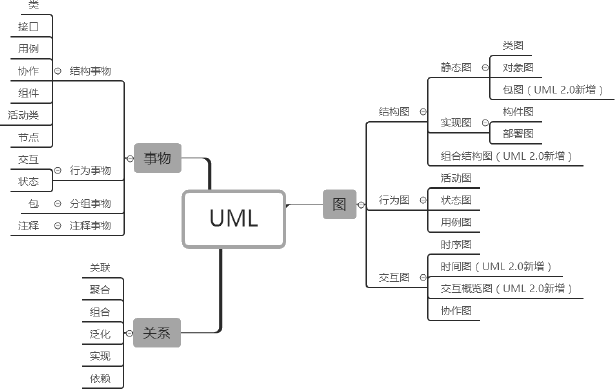 UML
事物
结构事物
类
接口
用例
协作
组件
活动类
节点
行为事物
交互
状态
分组事物
包
注释事物
注释
关系
关联
聚合
组合
泛化
实现
依赖
图
结构图
静态图
类图
对象图
包图（UML 2.0新增）
实现图
构件图
部署图
组合结构图（UML 2.0新增）
行为图
活动图
状态图
用例图
交互图
时序图
时间图（UML 2.0新增）
交互概览图（UML 2.0新增）
协作图